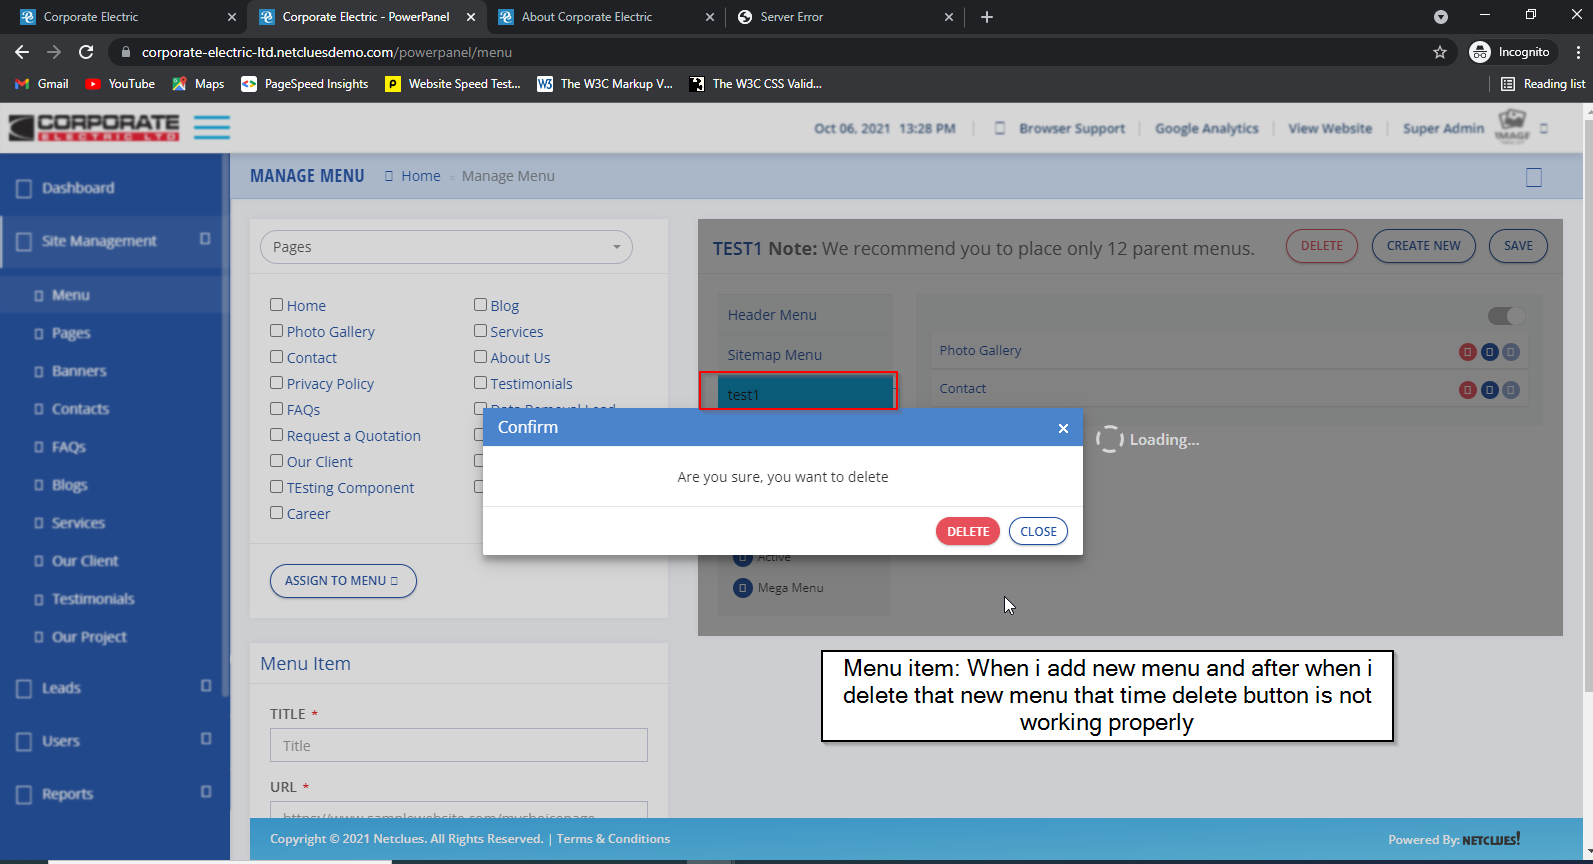 Corporate Electric
Corporate Electric - PowerPanel
About Corporate Electric
Server Error
corporate-electric-ltd.netcluesdemo.com/powerpanel/menu
Incognito
Gmail
YouTube
Maps
PageSpeed Insights
Website Speed Test...
The W3C Markup V...
The W3C CSS Valid...
Reading list
CORPORATE
ELECTRIC LTD
Oct 06, 2021 13:28 PM
Browser Support
Google Analytics
View Website
Super Admin
IMAGE
Dashboard
Site Management
Menu
Pages
Banners
Contacts
FAQs
Blogs
Services
Our Client
Testimonials
Our Project
Leads
Users
Reports
MANAGE MENU
Home
Manage Menu
Pages
Home
Blog
Photo Gallery
Services
Contact
About Us
Privacy Policy
Testimonials
FAQs
Data Removal Lead
Request a Quotation
Our Client
TEsting Component
Career
ASSIGN TO MENU
TEST1 Note: We recommend you to place only 12 parent menus.
DELETE
CREATE NEW
SAVE
Header Menu
Sitemap Menu
test1
Photo Gallery
Contact
Loading...
Confirm
×
Are you sure, you want to delete
DELETE
CLOSE
Active
Mega Menu
Menu item: When i add new menu and after when i
delete that new menu that time delete button is not
working properly
Menu Item
TITLE *
Title
URL *
https://www.samplewebsite.com/mychoicepage
Copyright © 2021 Netclues. All Rights Reserved. | Terms & Conditions
Powered By: NETCLUES!